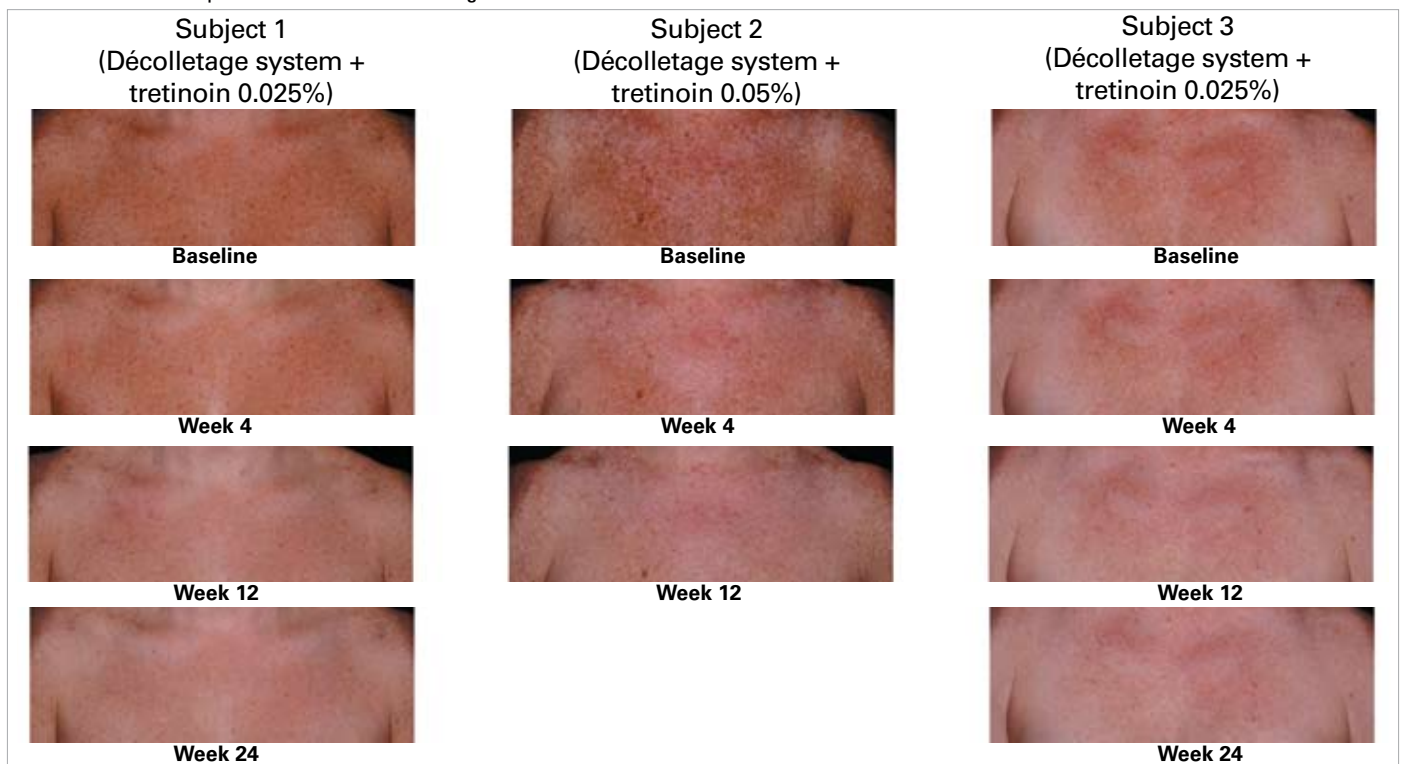 Subject 1
(Décolletage system +
tretinoin 0.025%)
Baseline
Week 4
Week 12
Week 24
Subject 2
(Décolletage system +
tretinoin 0.05%)
Baseline
Week 4
Week 12
Subject 3
(Décolletage system +
tretinoin 0.025%)
Baseline
Week 4
Week 12
Week 24